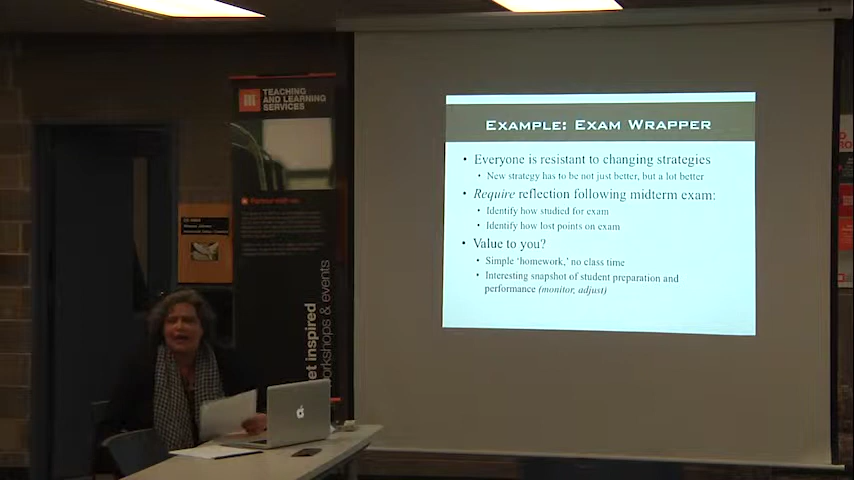 TEACHING
AND LEARNING
SERVICES
et inspired
orkshops & events
EXAMPLE: EXAM WRAPPER
• Everyone is resistant to changing strategies
• New strategy has to be not just better, but a lot better
• Require reflection following midterm exam:
• Identify how studied for exam
• Identify how lost points on exam
• Value to you?
• Simple 'homework,' no class time
• Interesting snapshot of student preparation and
performance (monitor, adjust)